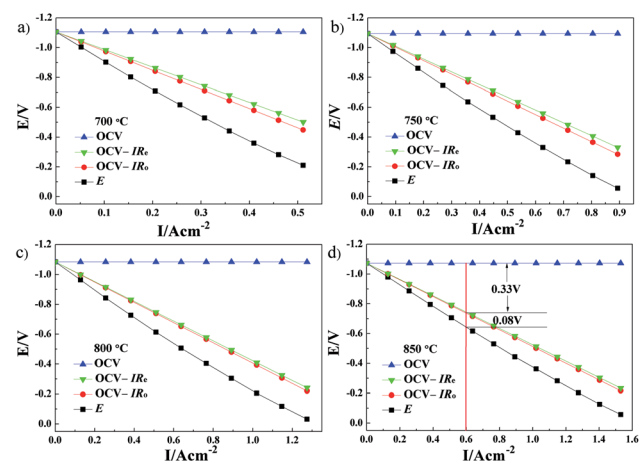 a)
-1.2
-1.0
-0.8
-0.6
-0.4
-0.2
0.0
E/V
700 °C
OCV
OCV– IRe
OCV– IRo
E
0.0 0.1 0.2 0.3 0.4 0.5
I/Acm-2
b)
-1.2
-1.0
-0.8
-0.6
-0.4
-0.2
0.0
E/V
750 °C
OCV
OCV– IRe
OCV– IRo
E
0.0 0.1 0.2 0.3 0.4 0.5 0.6 0.7 0.8 0.9
I/Acm-2
c)
-1.2
-1.0
-0.8
-0.6
-0.4
-0.2
0.0
E/V
800 °C
OCV
OCV– IRe
OCV– IRo
E
0.0 0.2 0.4 0.6 0.8 1.0 1.2
I/Acm-2
d)
-1.2
-1.0
-0.8
-0.6
-0.4
-0.2
0.0
E/V
0.33V
0.08V
850 °C
OCV
OCV– IRe
OCV– IRo
E
0.0 0.2 0.3 0.5 0.6 0.8 0.9 1.1 1.2 1.4 1.5
I/Acm-2